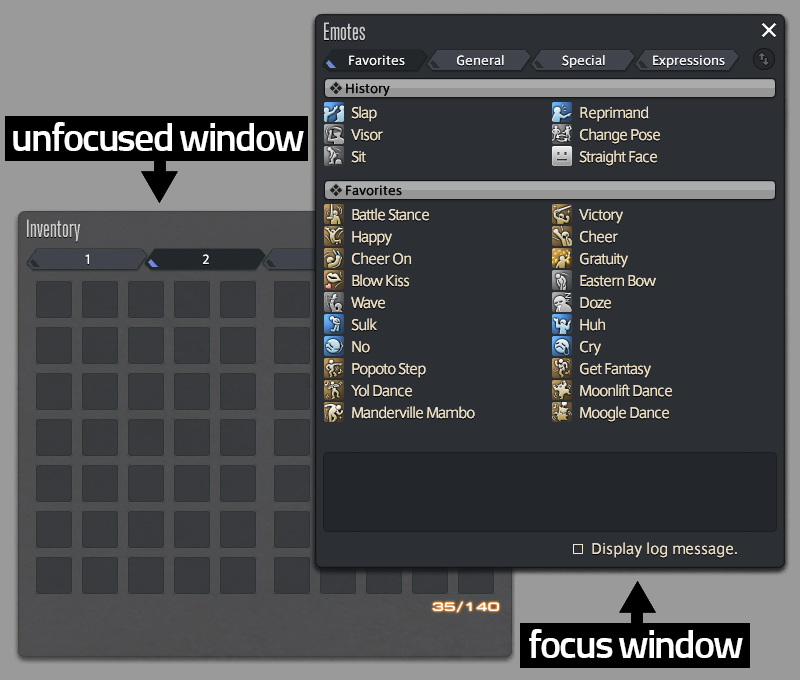 Emotes
Favorites General Special Expressions
History
Slap Reprimand
Visor Change Pose
Sit Straight Face
Favorites
Battle Stance Victory
Happy Cheer
Cheer On Gratuity
Blow Kiss Eastern Bow
Wave Doze
Sulk Huh
No Cry
Popoto Step Get Fantasy
Yol Dance Moonlift Dance
Manderville Mambo Moogle Dance
Display log message.
unfocused window
Inventory
1 2
35/140
focus window